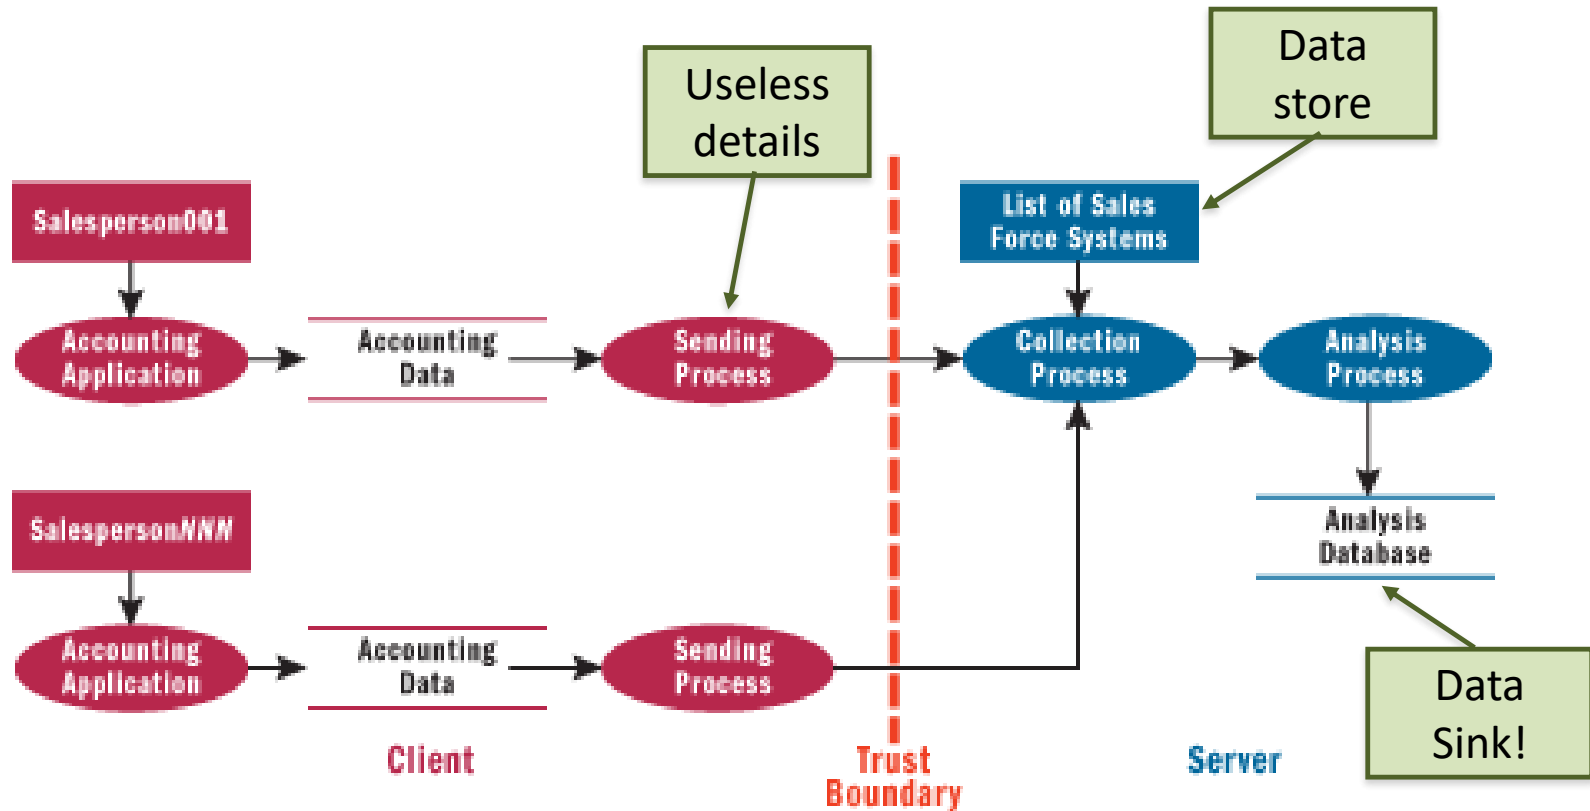 Useless
details
Data
store
Salesperson001
List of Sales
Force Systems
Accounting
Application
Accounting
Data
Sending
Process
Collection
Process
Analysis
Process
SalespersonNNN
Analysis
Database
Accounting
Application
Accounting
Data
Sending
Process
Data
Sink!
Client
Trust
Boundary
Server